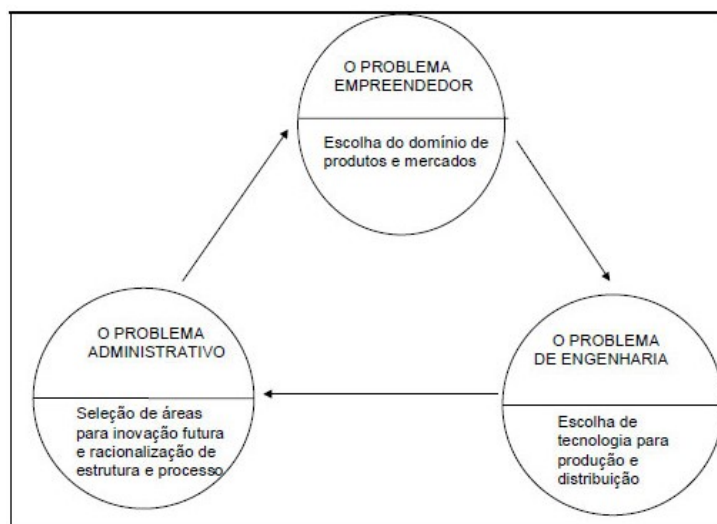 O PROBLEMA
EMPREENDEDOR
Escolha do domínio de
produtos e mercados
O PROBLEMA
ADMINISTRATIVO
Seleção de áreas
para inovação futura
e racionalização de
estrutura e processo
O PROBLEMA
DE ENGENHARIA
Escolha de
tecnologia para
produção e
distribuição